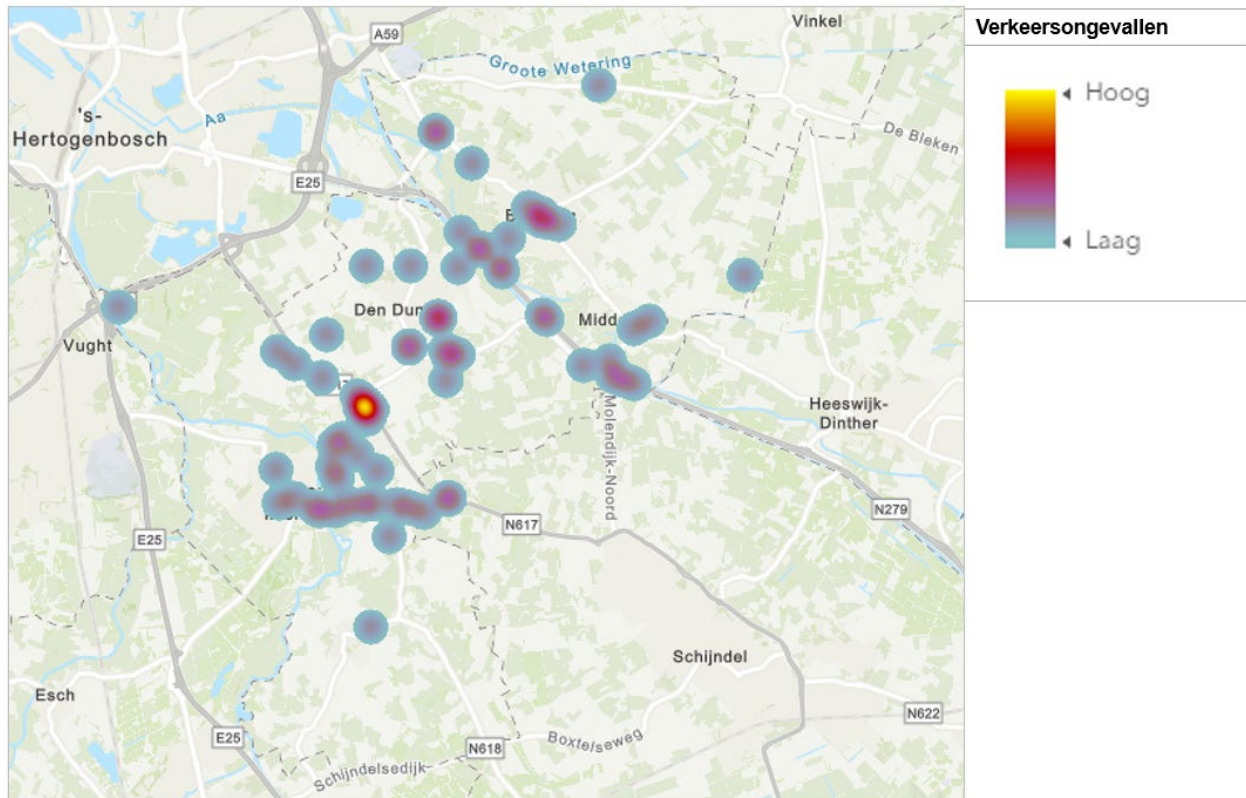 Vinkel
Verkeersongevallen
A59
Groote Wetering
Hoog
's-
Hertogenbosch
Aa
De Bleken
E25
Laag
Den Dun
Midd
Vught
Heeswijk-
Dinther
Molendijk-Noord
N279
N617
E25
Schijndel
Esch
N622
E25
Boxtelseweg
N618
Schijndelsedijk